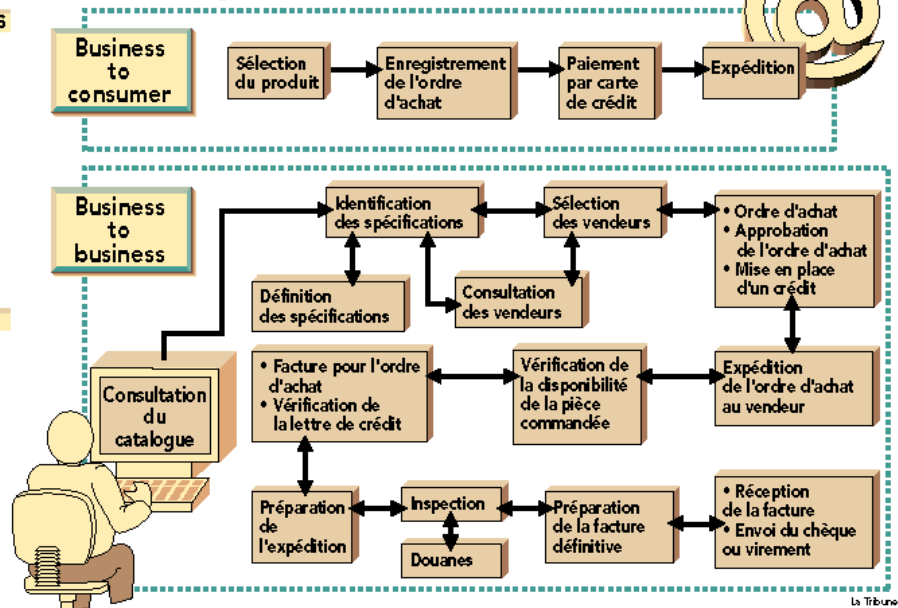 s
Business
to
consumer
Sélection
du produit
Enregistrement
de l'ordre
d'achat
Paiement
par carte
de crédit
Expédition
@
Business
to
business
Identification
des spécifications
Sélection
des vendeurs
• Ordre d'achat
• Approbation
de l'ordre d'achat
• Mise en place
d'un crédit
Définition
des spécifications
Consultation
des vendeurs
Consultation
du
catalogue
• Facture pour l'ordre
d'achat
• Vérification de
la lettre de crédit
Vérification de
la disponibilité
de la pièce
commandée
Expédition
de l'ordre d'achat
au vendeur
Préparation
de
l'expédition
Inspection
Douanes
Préparation
de la facture
définitive
• Réception
de la facture
• Envoi du chèque
ou virement
La Tribune